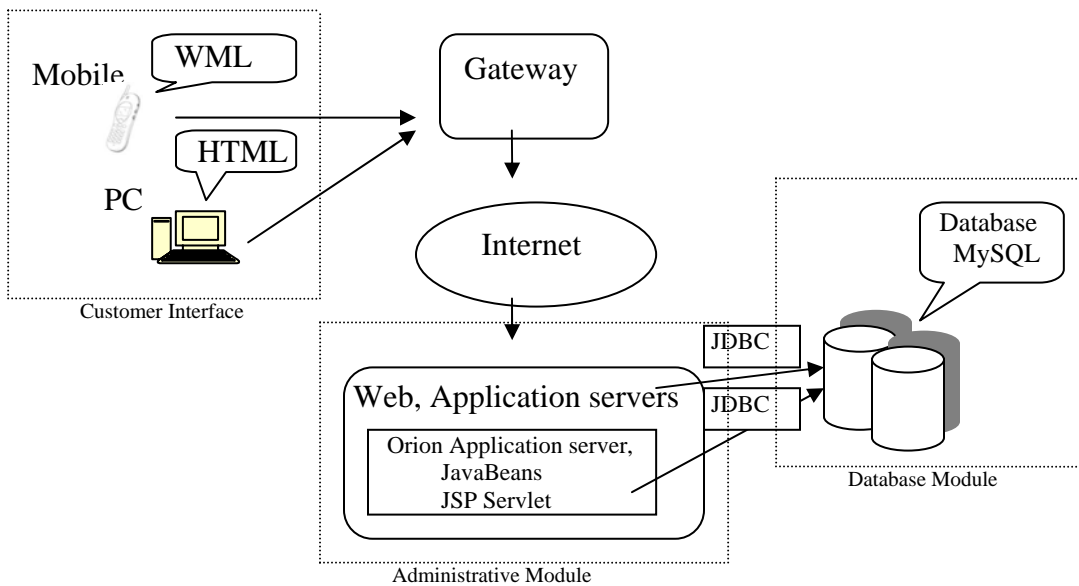 Mobile
WML
HTML
PC
Customer Interface
Gateway
Internet
Database
MySQL
JDBC
JDBC
Web, Application servers
Orion Application server,
JavaBeans
JSP Servlet
Database Module
Administrative Module